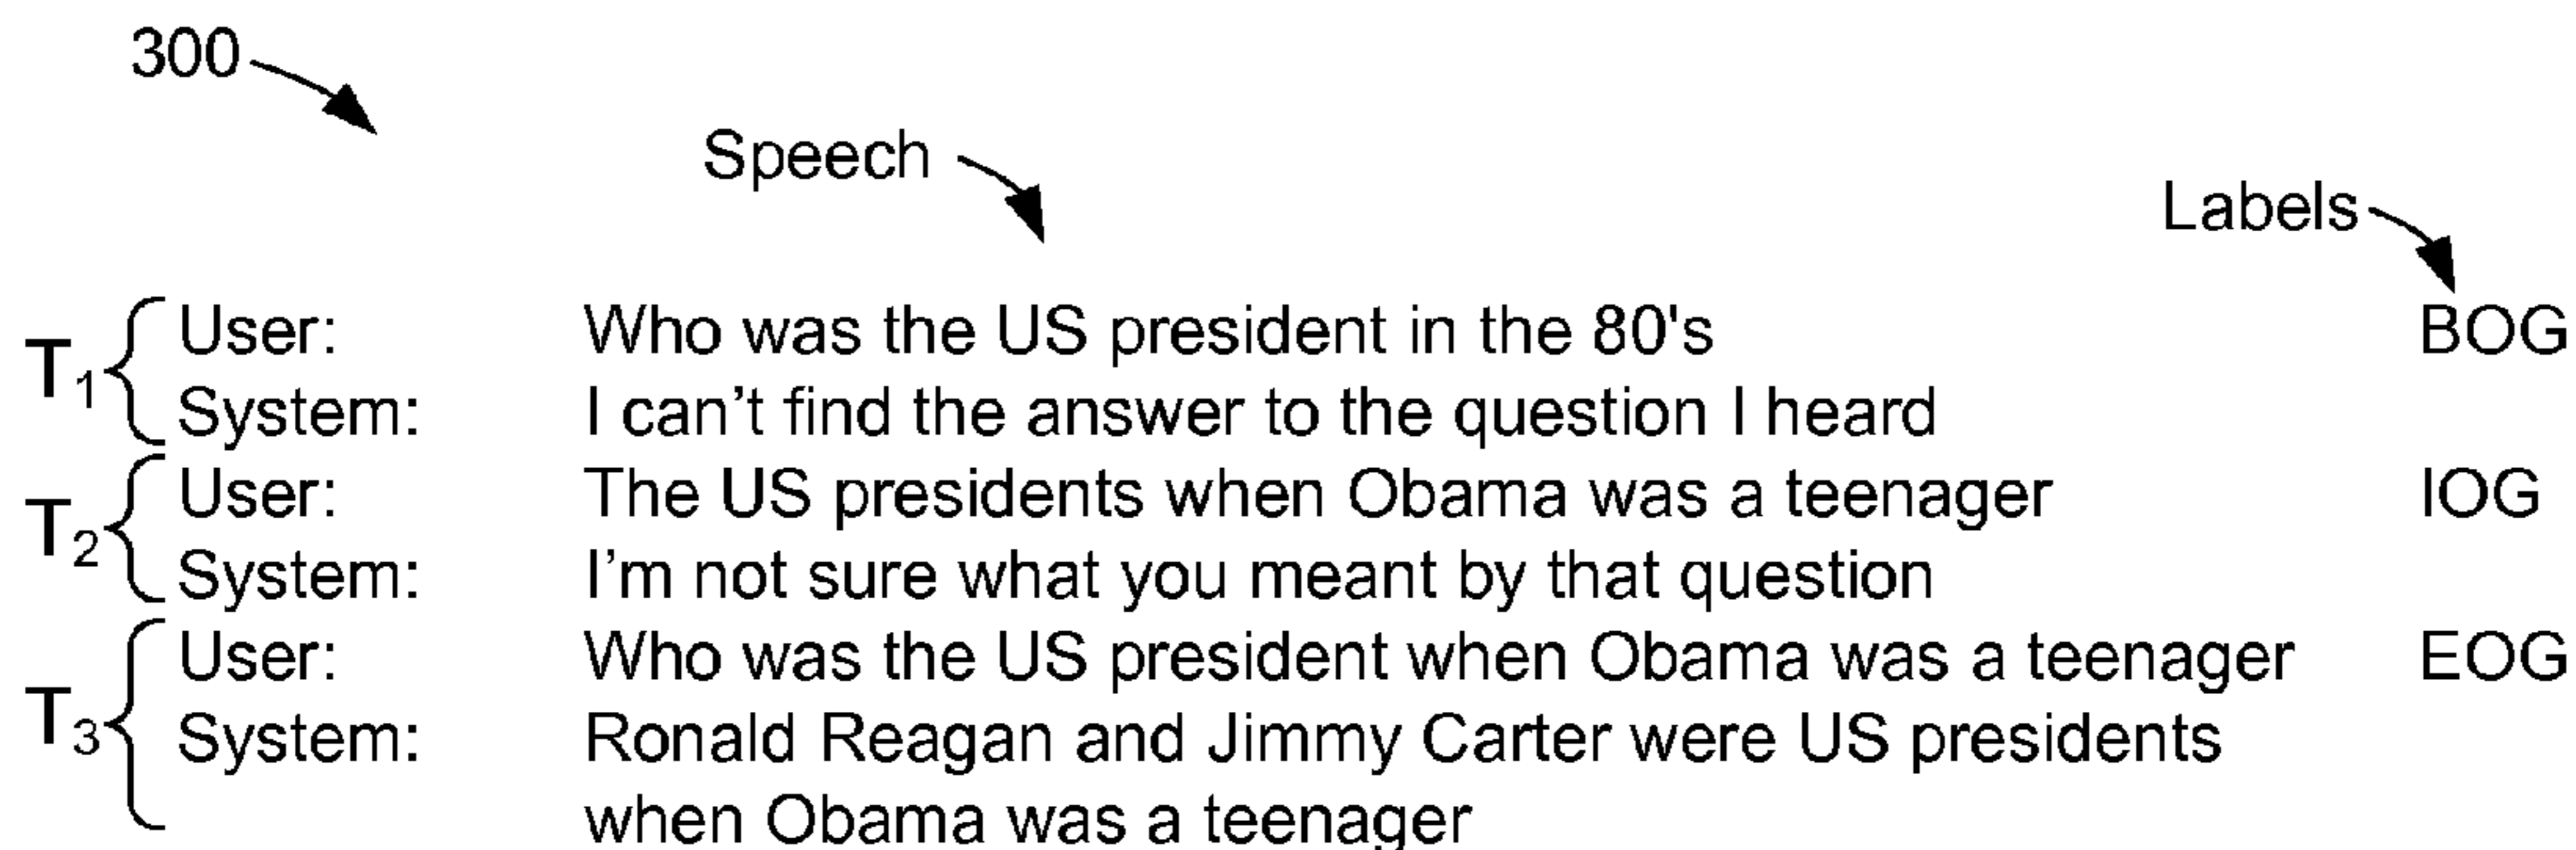 300
Speech
Labels
T1 User: Who was the US president in the 80's BOG
System: I can’t find the answer to the question I heard
T2 User: The US presidents when Obama was a teenager IOG
System: I’m not sure what you meant by that question
T3 User: Who was the US president when Obama was a teenager EOG
System: Ronald Reagan and Jimmy Carter were US presidents
when Obama was a teenager